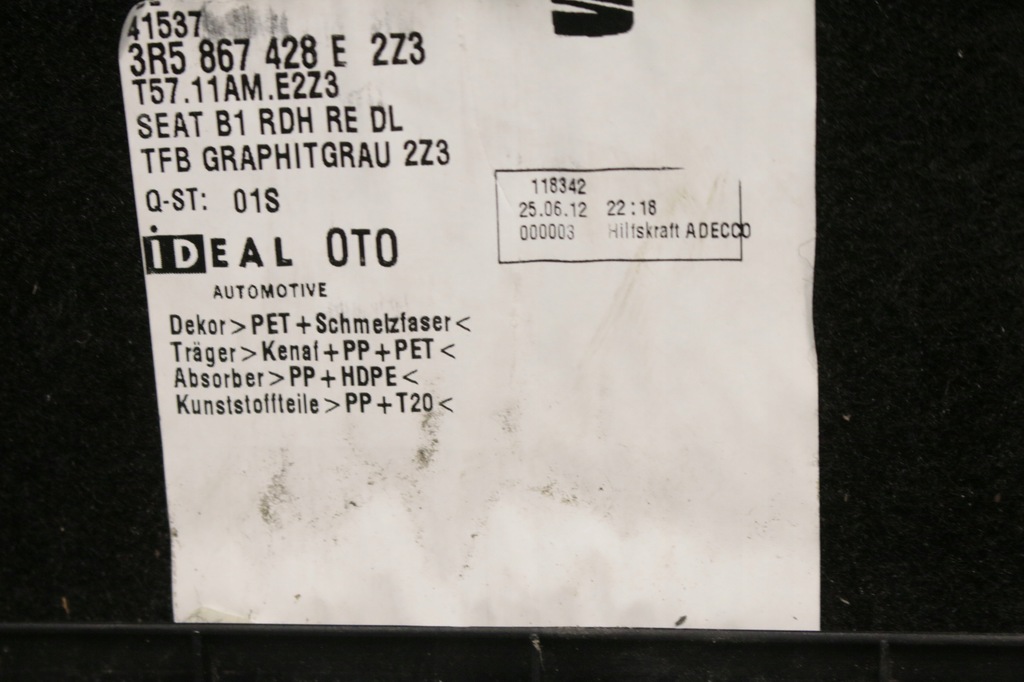 41537
3R5 867 428 E 2Z3
T57.11AM.E2Z3
SEAT B1 RDH RE DL
TFB GRAPHITGRAU 2Z3
Q-ST: 01S
iDEAL OTO
AUTOMOTIVE
Dekor>PET+Schmelzfaser<
Träger>Kenaf+PP+PET<
Absorber>PP+HDPE<
Kunststoffteile>PP+T20<
118342
25.06.12 22:18
000003 Hilfskraft ADECCO